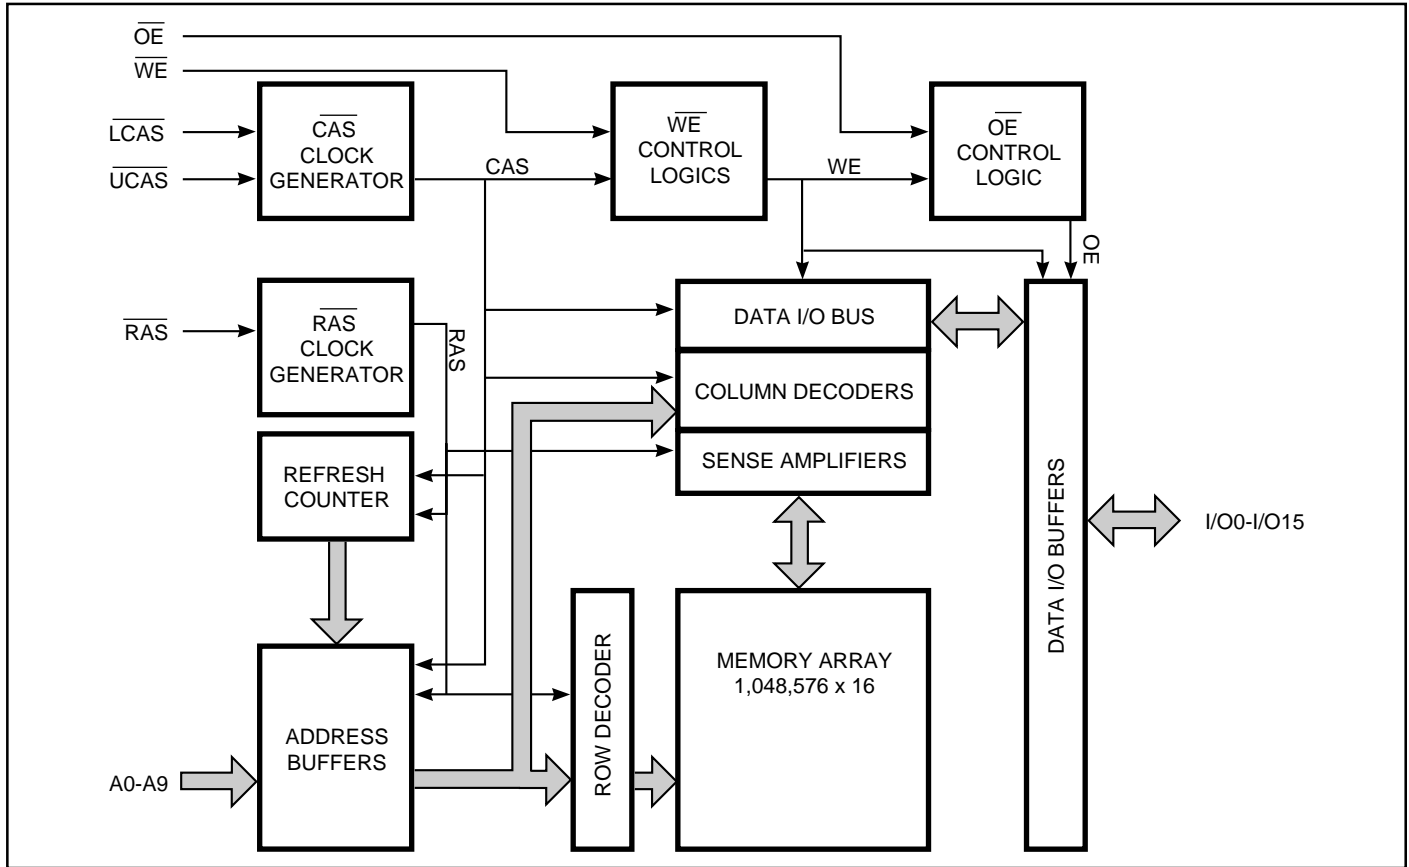 OE
WE
LCAS
UCAS
CAS
CLOCK
GENERATOR
CAS
WE
CONTROL
LOGICS
WE
OE
CONTROL
LOGIC
OE
RAS
RAS
CLOCK
GENERATOR
RAS
DATA I/O BUS
COLUMN DECODERS
SENSE AMPLIFIERS
REFRESH
COUNTER
DATA I/O BUFFERS
I/O0-I/O15
ROW DECODER
MEMORY ARRAY
1,048,576 x 16
ADDRESS
BUFFERS
A0-A9